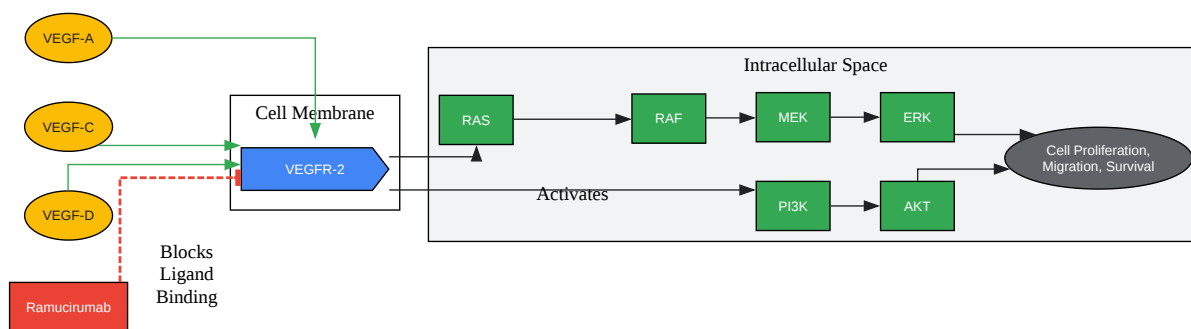 VEGF-A
Intracellular Space
Cell Membrane
VEGF-C
RAS
RAF
MEK
ERK
Cell Proliferation,
Migration, Survival
VEGFR-2
Activates
PI3K
AKT
VEGF-D
Blocks
Ligand
Binding
Ramucirumab